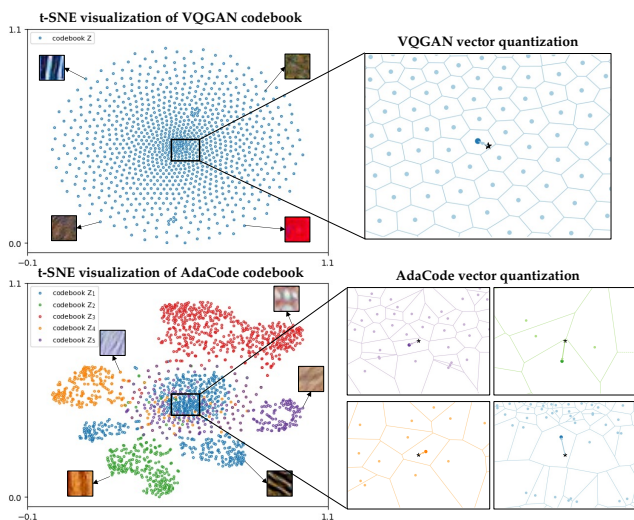 t-SNE visualization of VQGAN codebook
1.1
codebook Z
0.0
−0.1
1.1
VQGAN vector quantization
t-SNE visualization of AdaCode codebook
1.1
codebook Z₁
codebook Z₂
codebook Z₃
codebook Z₄
codebook Z₅
0.0
−0.1
1.1
AdaCode vector quantization